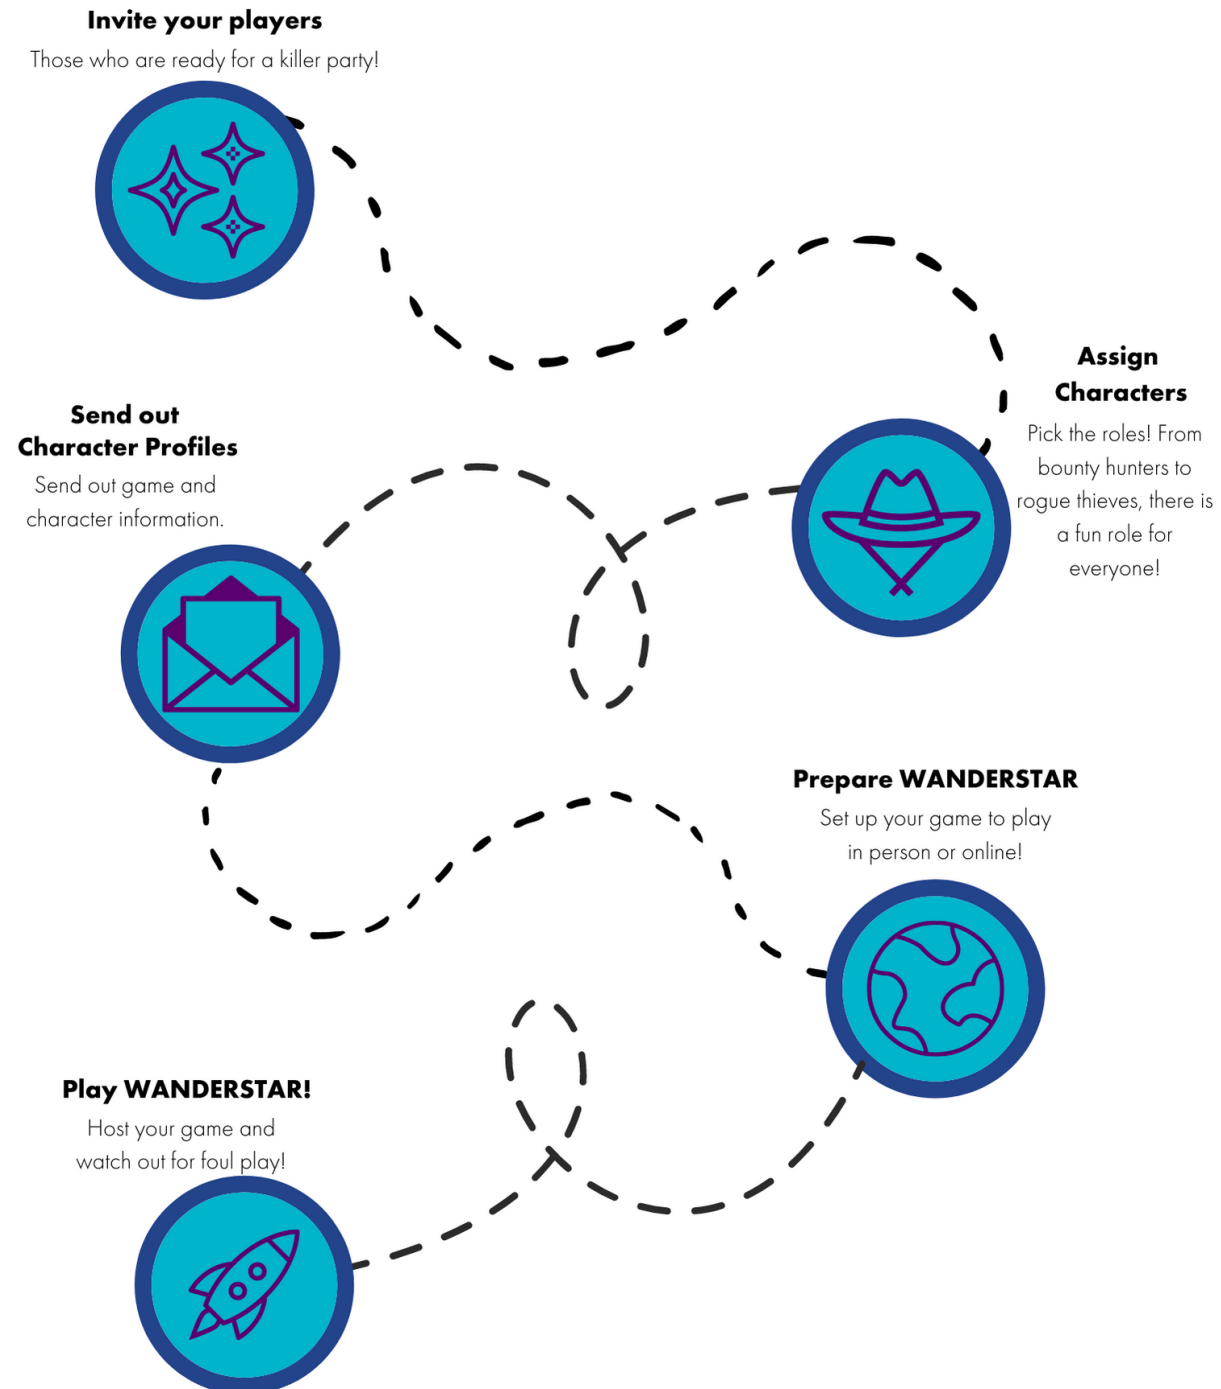 Invite your players
Those who are ready for a killer party!
Assign
Characters
Pick the roles! From
bounty hunters to
rogue thieves, there is
a fun role for
everyone!
Send out
Character Profiles
Send out game and
character information.
Prepare WANDERSTAR
Set up your game to play
in person or online!
Play WANDERSTAR!
Host your game and
watch out for foul play!